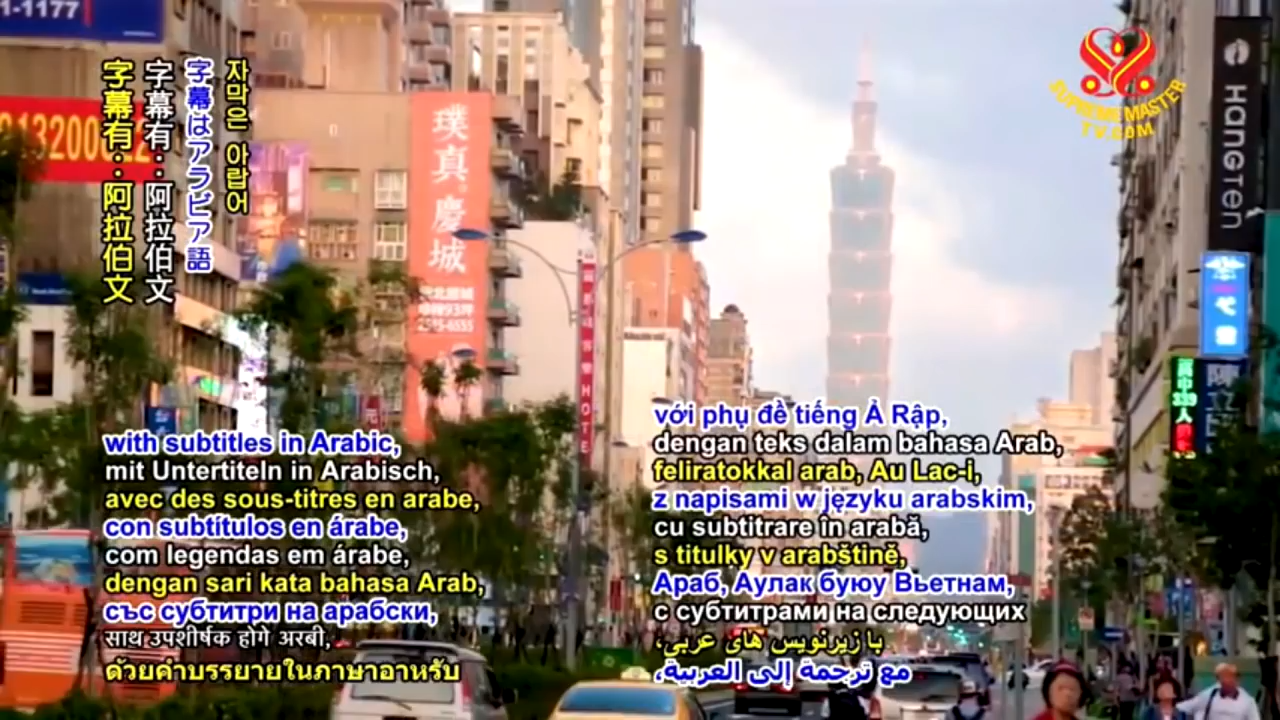 字幕有：阿拉伯文
字幕有：阿拉伯文
字幕はアラビア語
자막은 아랍어
SUPREME MASTER
TV.COM
1-1177
璞真慶城
HANG TEN
HOTE
with subtitles in Arabic,
mit Untertiteln in Arabisch,
avec des sous-titres en arabe,
con subtítulos en árabe,
com legendas em árabe,
dengan sari kata bahasa Arab,
със субтитри на арабски,
साथ उपशीर्षक होगे अरबी,
ด้วยคำบรรยายในภาษาอาหรับ
với phụ đề tiếng Ả Rập,
dengan teks dalam bahasa Arab,
feliratokkal arab, Au Lac-i,
z napisami w języku arabskim,
cu subtitrare în arabă,
s titulky v arabštině,
Араб, Аулак буюу Вьетнам,
с субтитрами на следующих
با زیرنویس های عربی،
مع ترجمة إلى العربية،